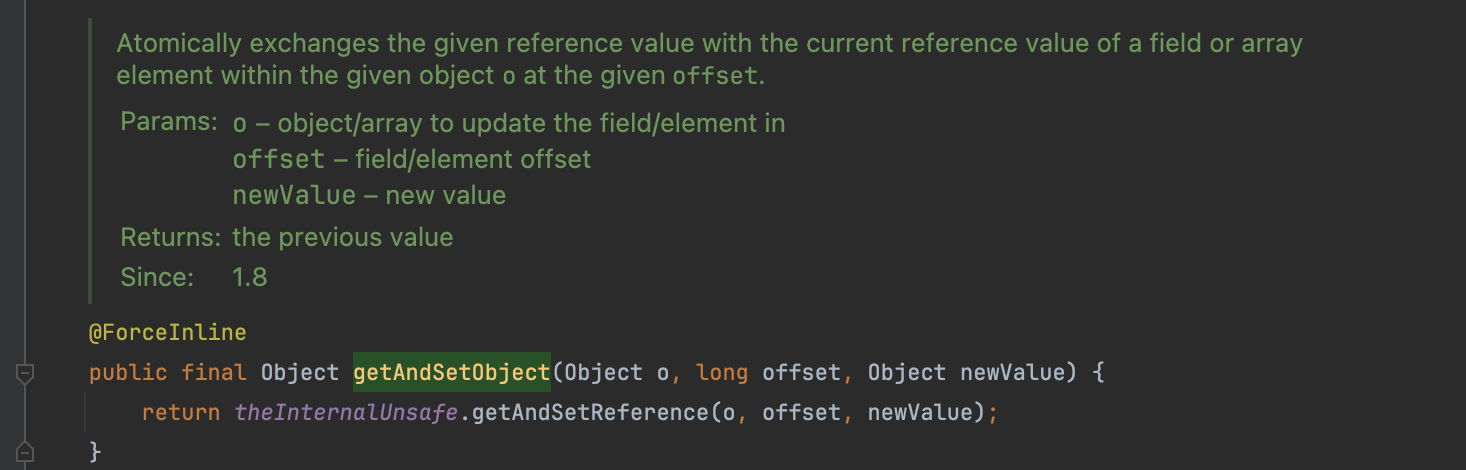 Atomically exchanges the given reference value with the current reference value of a field or array
element within the given object o at the given offset.
Params: o – object/array to update the field/element in
offset – field/element offset
newValue – new value
Returns: the previous value
Since: 1.8
@ForceInline
public final Object getAndSetObject(Object o, long offset, Object newValue) {
return theInternalUnsafe.getAndSetReference(o, offset, newValue);
}